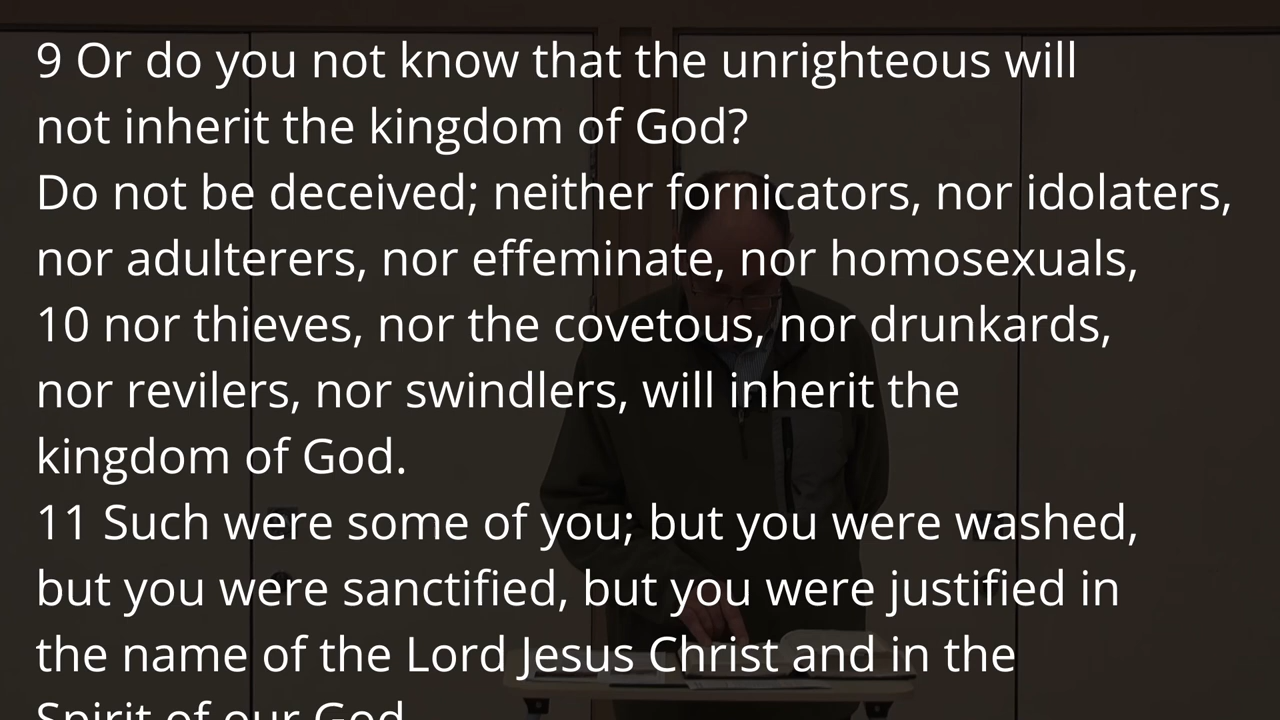 9 Or do you not know that the unrighteous will
not inherit the kingdom of God?
Do not be deceived; neither fornicators, nor idolaters,
nor adulterers, nor effeminate, nor homosexuals,
10 nor thieves, nor the covetous, nor drunkards,
nor revilers, nor swindlers, will inherit the
kingdom of God.
11 Such were some of you; but you were washed,
but you were sanctified, but you were justified in
the name of the Lord Jesus Christ and in the
Spirit of our God